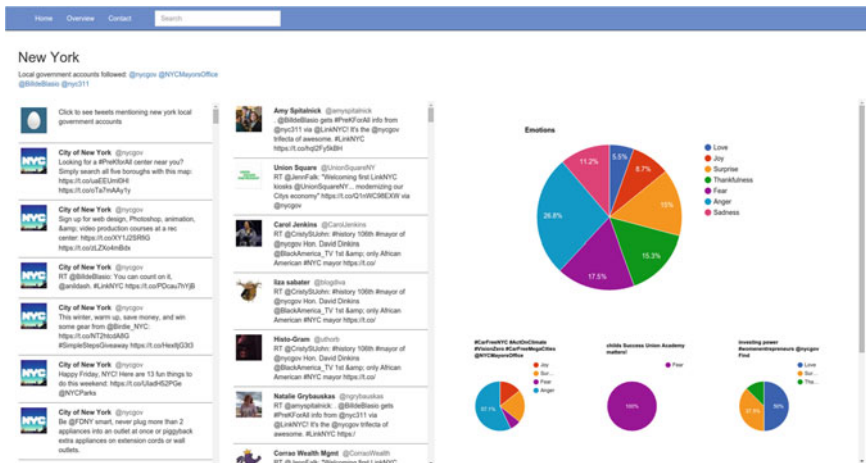 Home Overview Contact Search
New York
Local government accounts followed: @nycgov @NYCMayorsOffice
@BilldeBlasio @nyc311
Click to see tweets mentioning new york local
government accounts
City of New York @nycgov
Looking for a #PreKforAll center near you?
Simply search all five boroughs with this map:
https://t.co/oTa7mAAy1y
City of New York @nycgov
Sign up for web design, Photoshop, animation,
&amp; video production courses at a rec
center: https://t.co/XY1J2SRfiG
https://t.co/zLZXo4mBdx
City of New York @nycgov
RT @BilldeBlasio: You can count on it,
@anildash. #LinkNYC https://t.co/PDcau7hYjB
City of New York @nycgov
This winter, warm up, save money, and win
some gear from @Birdie_NYC:
#SimpleStepsGiveaway
City of New York @nycgov
Happy Friday, NYC! Here are 13 fun things to
do this weekend: https://t.co/UladH52PGe
@NYCParks
City of New York @nycgov
Be @FDNY smart, never plug more than 2
appliances into an outlet at once or piggyback
extra appliances on extension cords or wall
outlets.
Amy Spitalnick @amyspitalnick
. @BilldeBlasio gets #PreKForAll info from
@nyc311 via @LinkNYC! It's the @nycgov
trifecta of awesome. #LinkNYC
https://t.co/hql2Fy5kBH
Union Square @UnionSquareNY
RT @JennFalk: "Welcoming first LinkNYC
kiosks @UnionSquareNY... modernizing our
Citys economy" https://t.co/Q1nWC98EXW via
@nycgov
Carol Jenkins @CarolJenkins
RT @CristyStJohn: #history 106th #mayor of
@nycgov Hon. David Dinkins
@BlackAmerica_TV 1st &amp; only African
American #NYC mayor https://t.co/
liza sabater @blogdiva
RT @CristyStJohn: #history 106th #mayor of
@nycgov Hon. David Dinkins
@BlackAmerica_TV 1st &amp; only African
American #NYC mayor https://t.co/
Histo-Gram @uthorb
RT @CristyStJohn: #history 106th #mayor of
@nycgov Hon. David Dinkins
@BlackAmerica_TV 1st &amp; only African
American #NYC mayor https://t.co/
Natalie Grybauskas @ngrybauskas
RT @amyspitalnick: . @BilldeBlasio gets
#PreKForAll info from @nyc311 via
@LinkNYC! It's the @nycgov trifecta of
awesome. #LinkNYC https:/
Corrao Wealth Mgmt @CorraoWealth
RT @JennFalk: "Welcoming first LinkNYC
Emotions
5.5%
8.7%
15%
15.3%
17.5%
26.8%
11.2%
Love
Joy
Surprise
Thankfulness
Fear
Anger
Sadness
#CarFreeNYC #ActOnClimate
#VisionZero #CarFreeMegaCities
@NYCMayorsOffice
57.1%
Joy
Sur...
Fear
Anger
childs Success Union Academy
matters!
100%
Fear
investing power
#womenentrepreneurs @nycgov
Find
50%
37.5%
Love
Sur...
Tha...